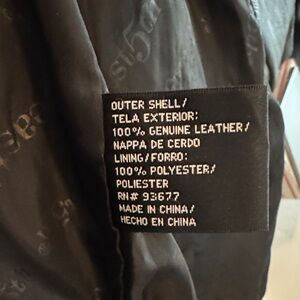 OUTER SHELL/
TELA EXTERIOR:
100% GENUINE LEATHER/
NAPPA DE CERDO
LINING/FORRO:
100% POLYESTER/
POLIESTER
RN# 93677
MADE IN CHINA/
HECHO EN CHINA